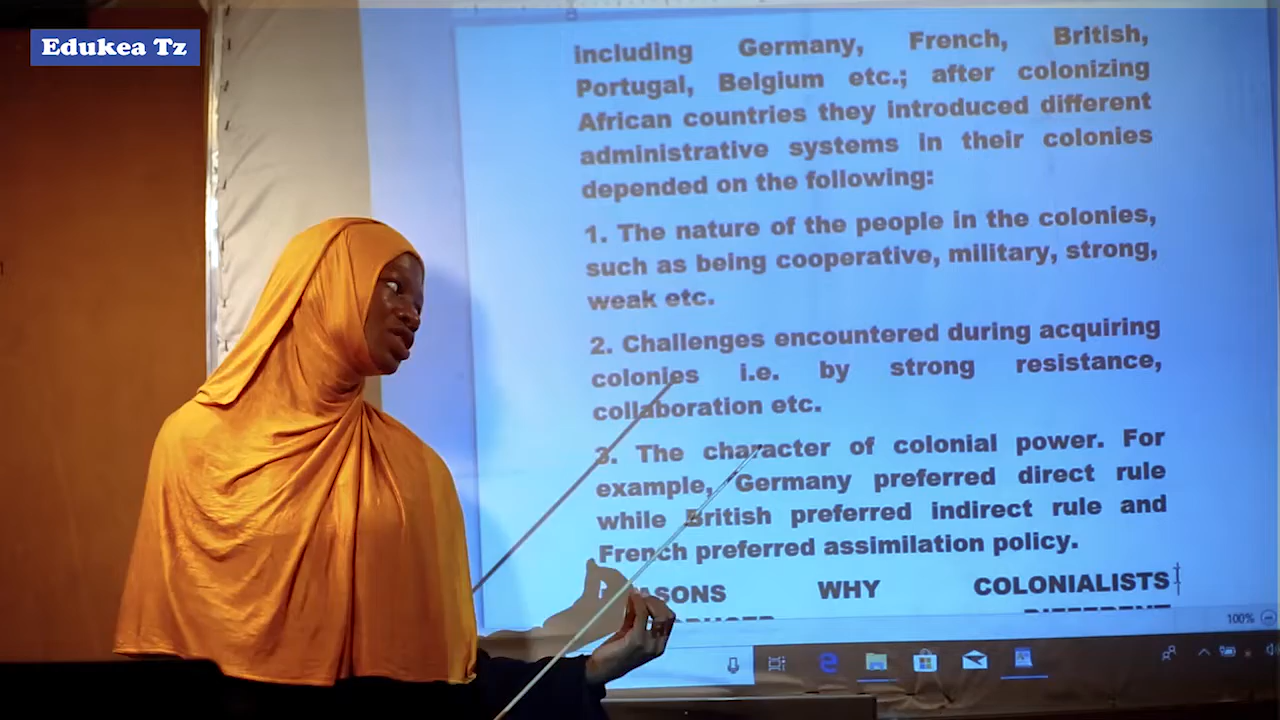 Edukea Tz
including Germany, French, British,
Portugal, Belgium etc.; after colonizing
African countries they introduced different
administrative systems in their colonies
depended on the following:
1. The nature of the people in the colonies,
such as being cooperative, military, strong,
weak etc.
2. Challenges encountered during acquiring
colonies i.e. by strong resistance,
collaboration etc.
3. The character of colonial power. For
example, Germany preferred direct rule
while British preferred indirect rule and
French preferred assimilation policy.
WHY COLONIALISTS
DIFFERENT
100%